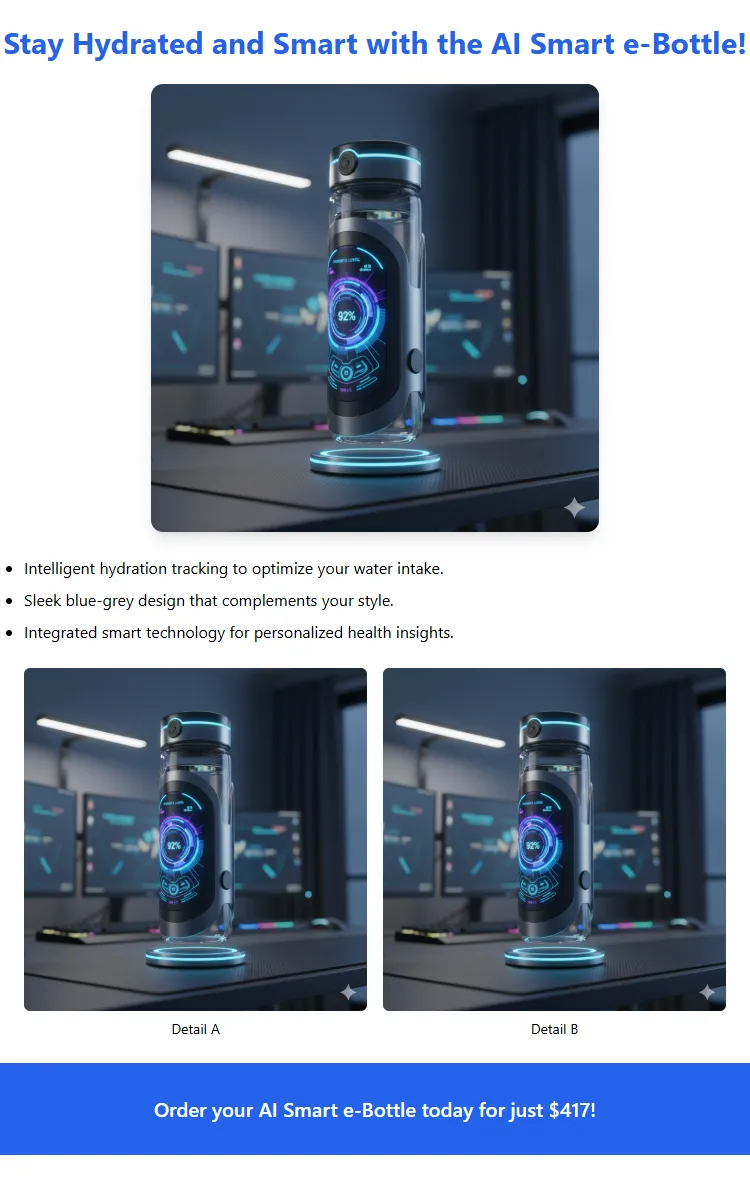 Stay Hydrated and Smart with the AI Smart e-Bottle!
92%
Intelligent hydration tracking to optimize your water intake.
Sleek blue-grey design that complements your style.
Integrated smart technology for personalized health insights.
92%
92%
Detail A
Detail B
Order your AI Smart e-Bottle today for just $417!